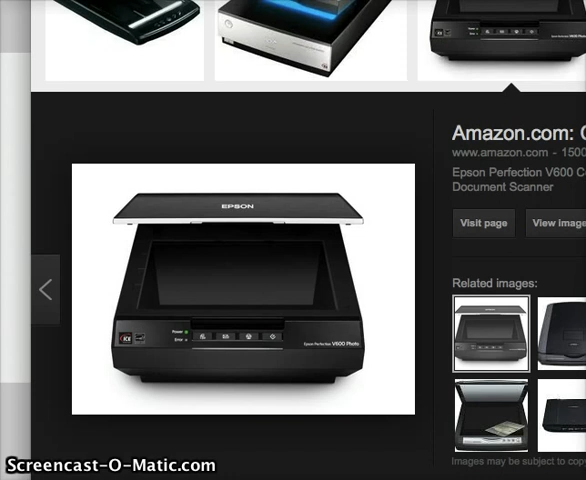 Amazon.com:
www.amazon.com - 1500
Epson Perfection V600
Document Scanner
Visit page
View image
EPSON
Power
Error
ICE
Epson Perfection V600 Photo
Related images:
Images may be subject to cop
Screencast-O-Matic.com